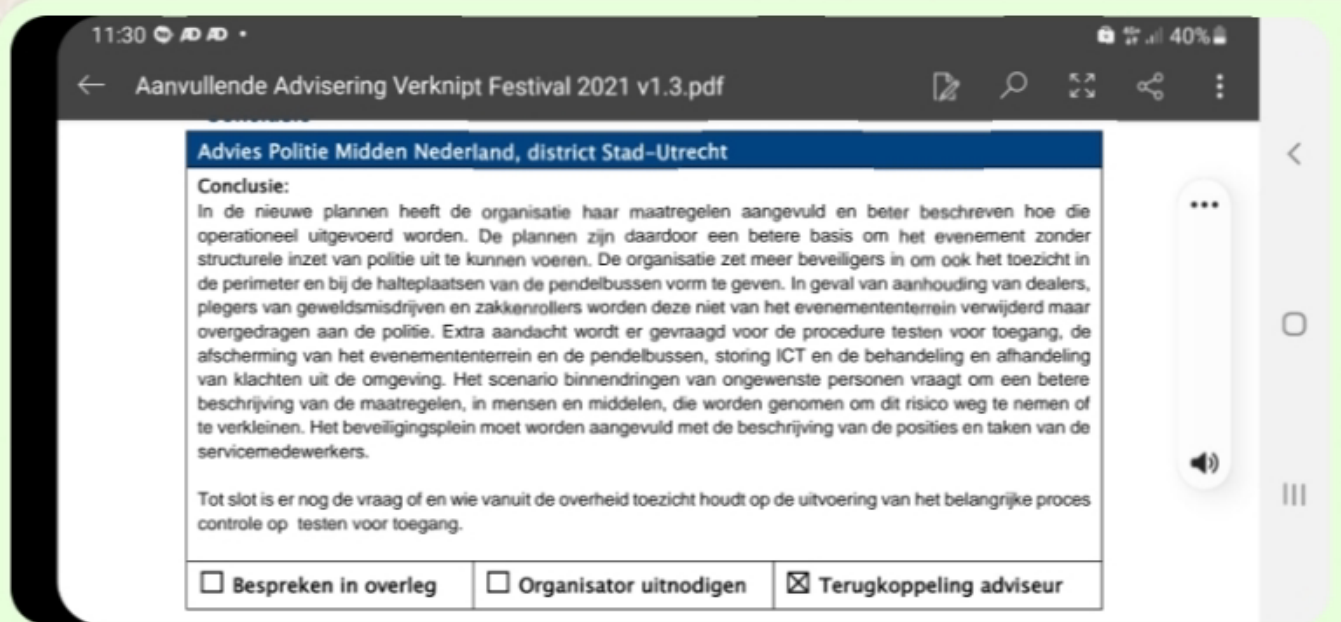 11:30 AD AD • 40%
Aanvullende Advisering Verknipt Festival 2021 v1.3.pdf
Advies Politie Midden Nederland, district Stad-Utrecht
Conclusie:
In de nieuwe plannen heeft de organisatie haar maatregelen aangevuld en beter beschreven hoe die
operationeel uitgevoerd worden. De plannen zijn daardoor een betere basis om het evenement zonder
structurele inzet van politie uit te kunnen voeren. De organisatie zet meer beveiligers in om ook het toezicht in
de perimeter en bij de halteplaatsen van de pendelbussen vorm te geven. In geval van aanhouding van dealers,
plegers van geweldsmisdrijven en zakkenrollers worden deze niet van het evenemententerrein verwijderd maar
overgedragen aan de politie. Extra aandacht wordt er gevraagd voor de procedure testen voor toegang, de
afscherming van het evenemententerrein en de pendelbussen, storing ICT en de behandeling en afhandeling
van klachten uit de omgeving. Het scenario binnendringen van ongewenste personen vraagt om een betere
beschrijving van de maatregelen, in mensen en middelen, die worden genomen om dit risico weg te nemen of
te verkleinen. Het beveiligingsplein moet worden aangevuld met de beschrijving van de posities en taken van de
servicemedewerkers.
Tot slot is er nog de vraag of en wie vanuit de overheid toezicht houdt op de uitvoering van het belangrijke proces
controle op testen voor toegang.
☐ Bespreken in overleg ☐ Organisator uitnodigen ☒ Terugkoppeling adviseur